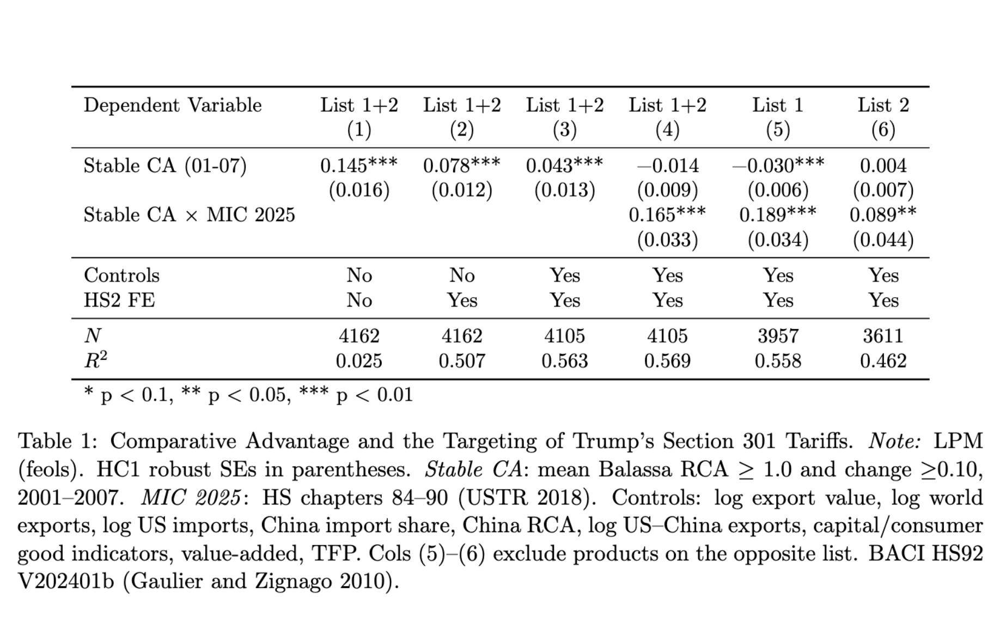 Dependent Variable List 1+2 List 1+2 List 1+2 List 1+2 List 1 List 2
(1) (2) (3) (4) (5) (6)
Stable CA (01-07) 0.145*** 0.078*** 0.043*** −0.014 −0.030*** 0.004
(0.016) (0.012) (0.013) (0.009) (0.006) (0.007)
Stable CA × MIC 2025 0.165*** 0.189*** 0.089**
(0.033) (0.034) (0.044)
Controls No No Yes Yes Yes Yes
HS2 FE No Yes Yes Yes Yes Yes
N 4162 4162 4105 4105 3957 3611
R² 0.025 0.507 0.563 0.569 0.558 0.462
* p < 0.1, ** p < 0.05, *** p < 0.01
Table 1: Comparative Advantage and the Targeting of Trump's Section 301 Tariffs. Note: LPM
(feols). HC1 robust SEs in parentheses. Stable CA: mean Balassa RCA ≥ 1.0 and change ≥0.10,
2001–2007. MIC 2025: HS chapters 84–90 (USTR 2018). Controls: log export value, log world
exports, log US imports, China import share, China RCA, log US–China exports, capital/consumer
good indicators, value-added, TFP. Cols (5)–(6) exclude products on the opposite list. BACI HS92
V202401b (Gaulier and Zignago 2010).